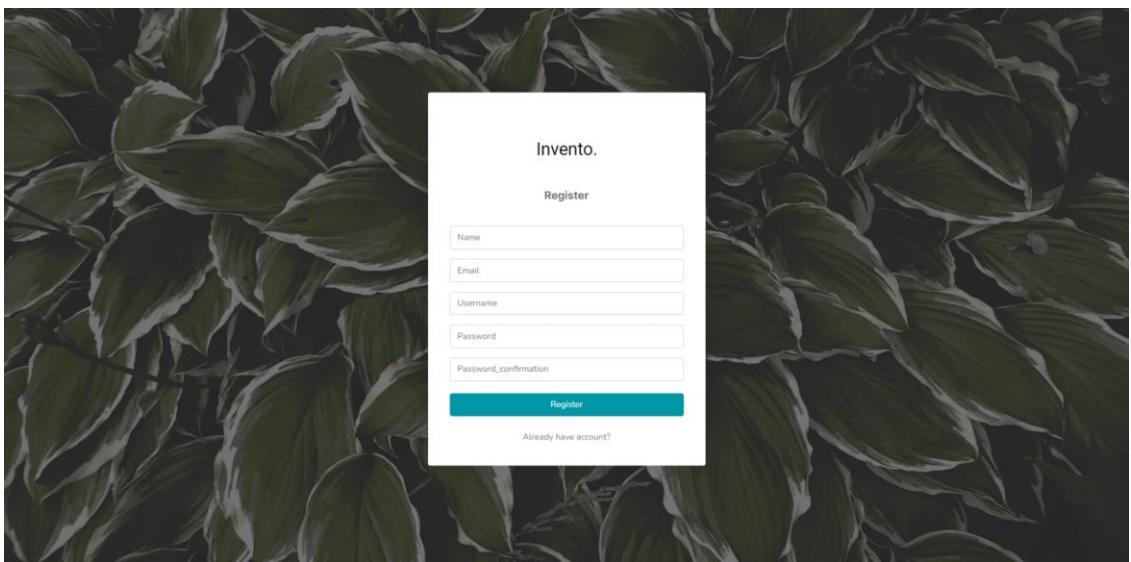 Invento.
Register
Name
Email
Username
Password
Password_confirmation
Register
Already have account?